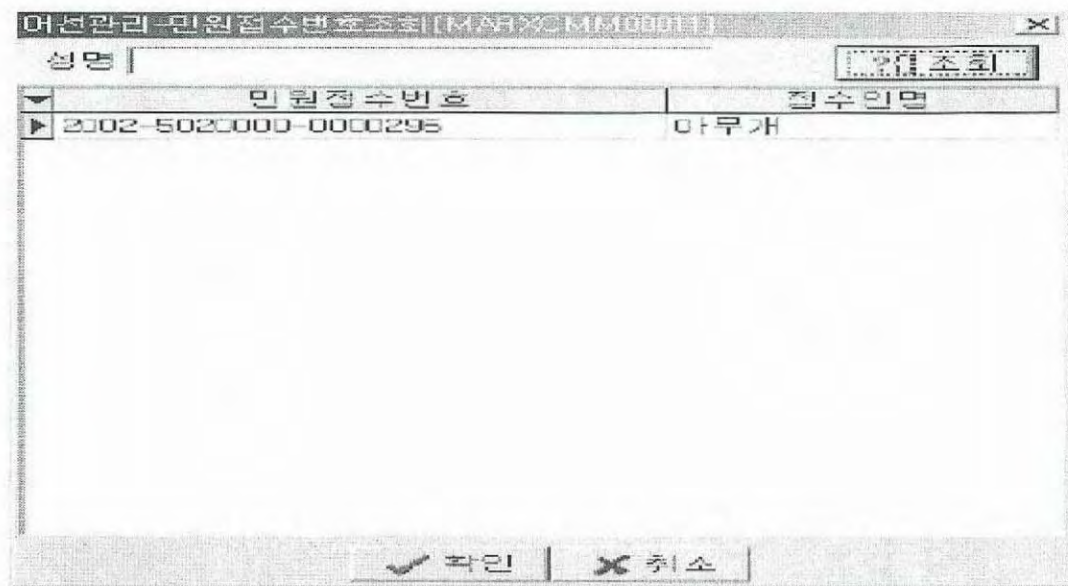 어선관리-민원접수번호조회[MARXCMM00011]
성명 조회
민원접수번호 접수인명
2002-5020000-0000295 아무개
확인 취소